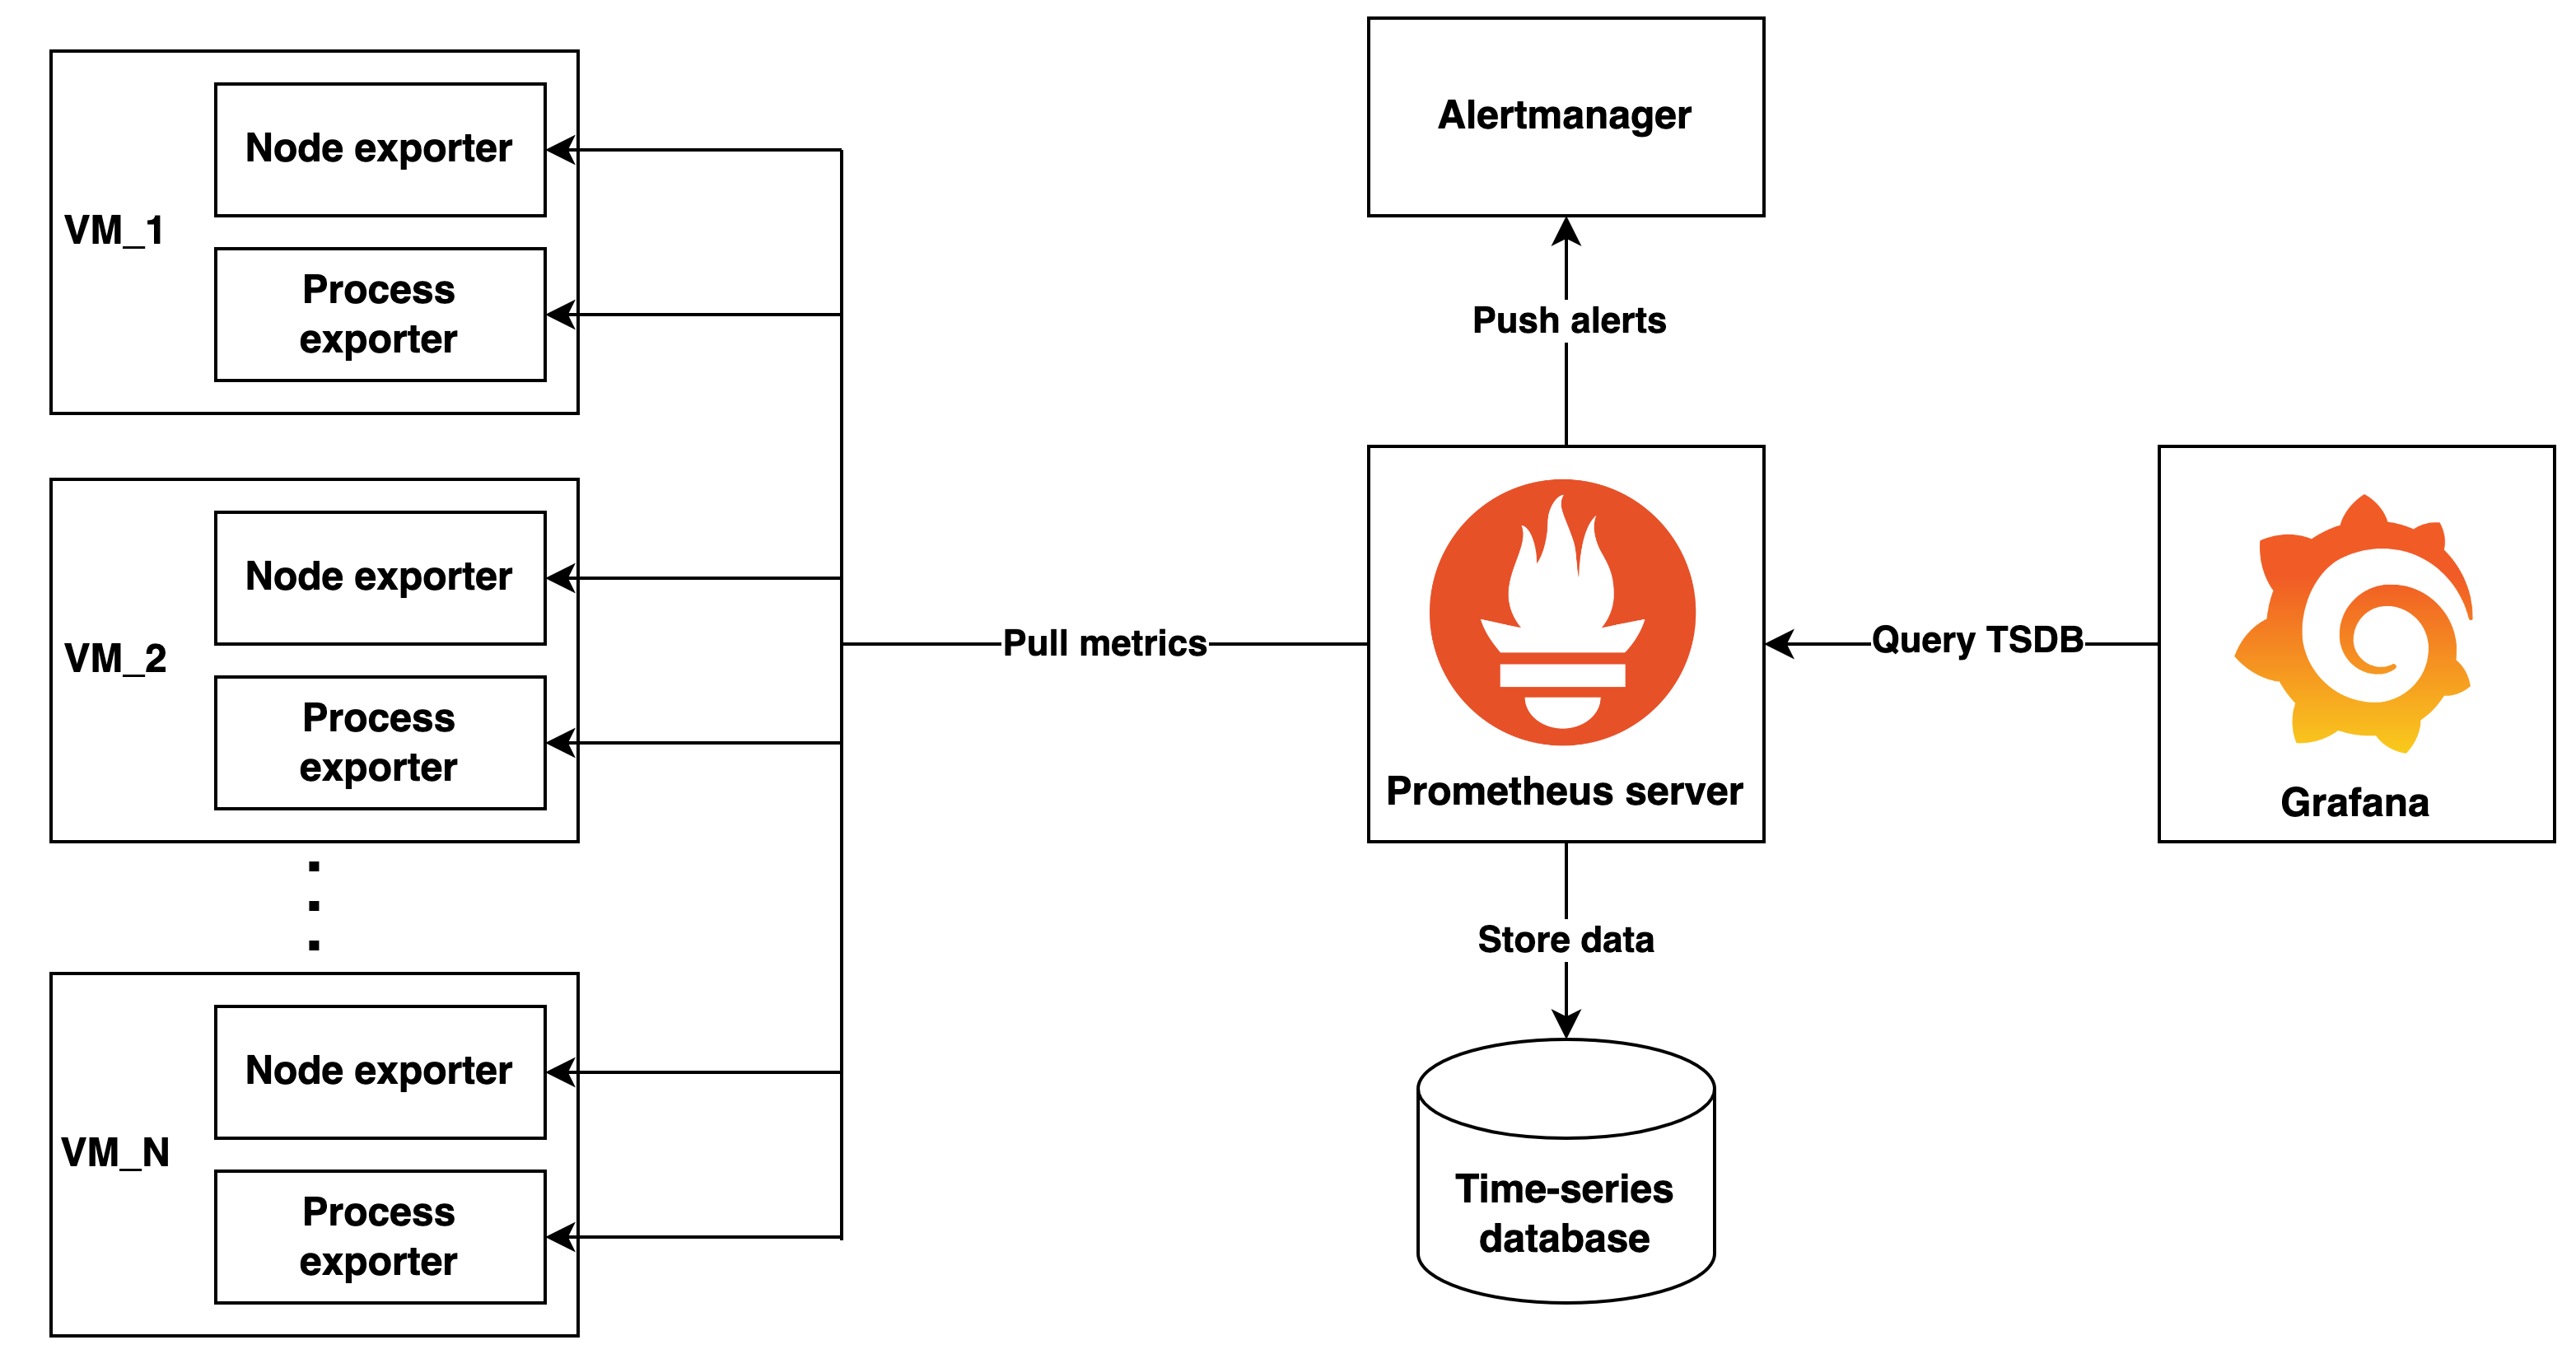 VM_1
Node exporter
Process
exporter
VM_2
Node exporter
Process
exporter
VM_N
Node exporter
Process
exporter
Pull metrics
Alertmanager
Push alerts
Prometheus server
Store data
Time-series
database
Query TSDB
Grafana